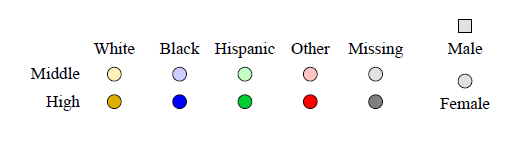 White Black Hispanic Other Missing Male
Middle
High
Female